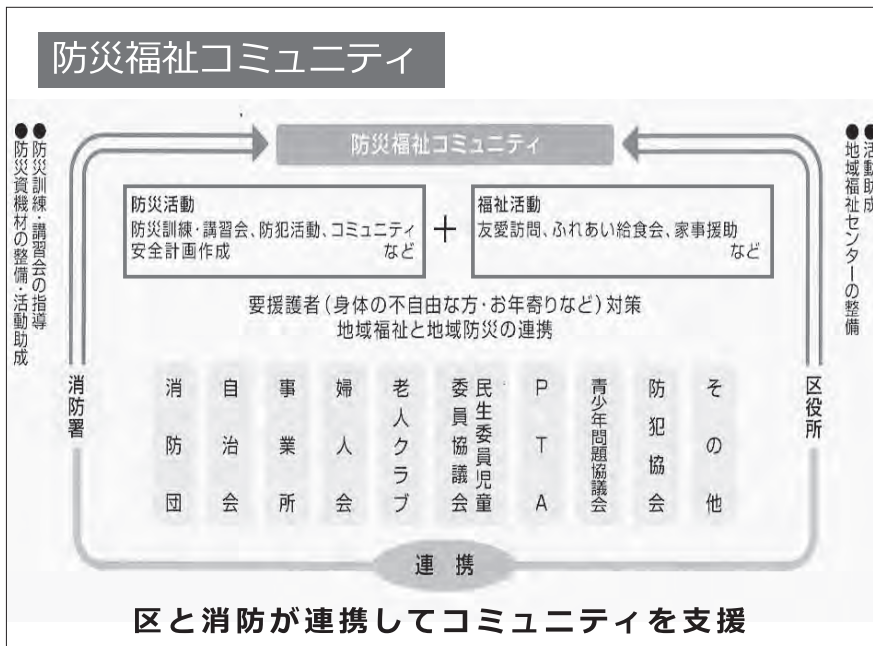 防災福祉コミュニティ
防災福祉コミュニティ
●防災訓練・講習会の指導
●防災資機材の整備・活動助成
●活動助成
●地域福祉センターの整備
防災活動
防災訓練・講習会、防犯活動、コミュニティ
安全計画作成 など
+
福祉活動
友愛訪問、ふれあい給食会、家事援助
など
要援護者(身体の不自由な方・お年寄りなど)対策
地域福祉と地域防災の連携
消防署
消防団
自治会
事業所
婦人会
老人クラブ
民生委員児童
委員協議会
PTA
青少年問題協議会
防犯協会
その他
区役所
連携
区と消防が連携してコミュニティを支援